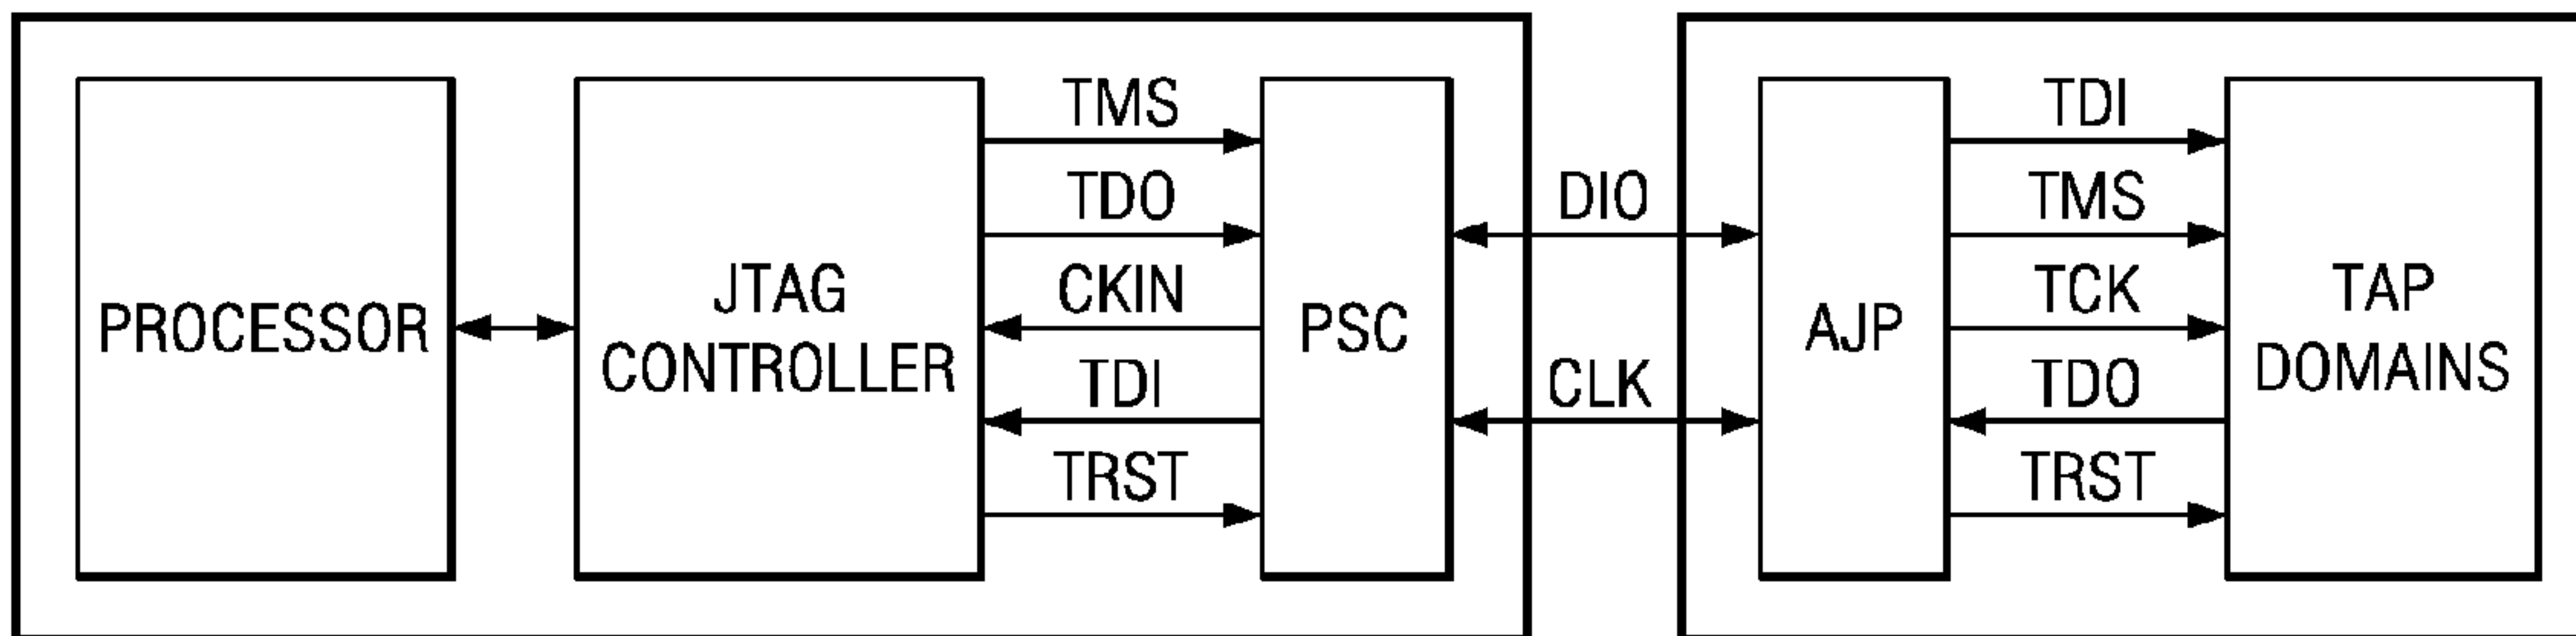 PROCESSOR
JTAG
CONTROLLER
TMS
TDO
CKIN
TDI
TRST
PSC
DIO
CLK
AJP
TDI
TMS
TCK
TDO
TRST
TAP
DOMAINS